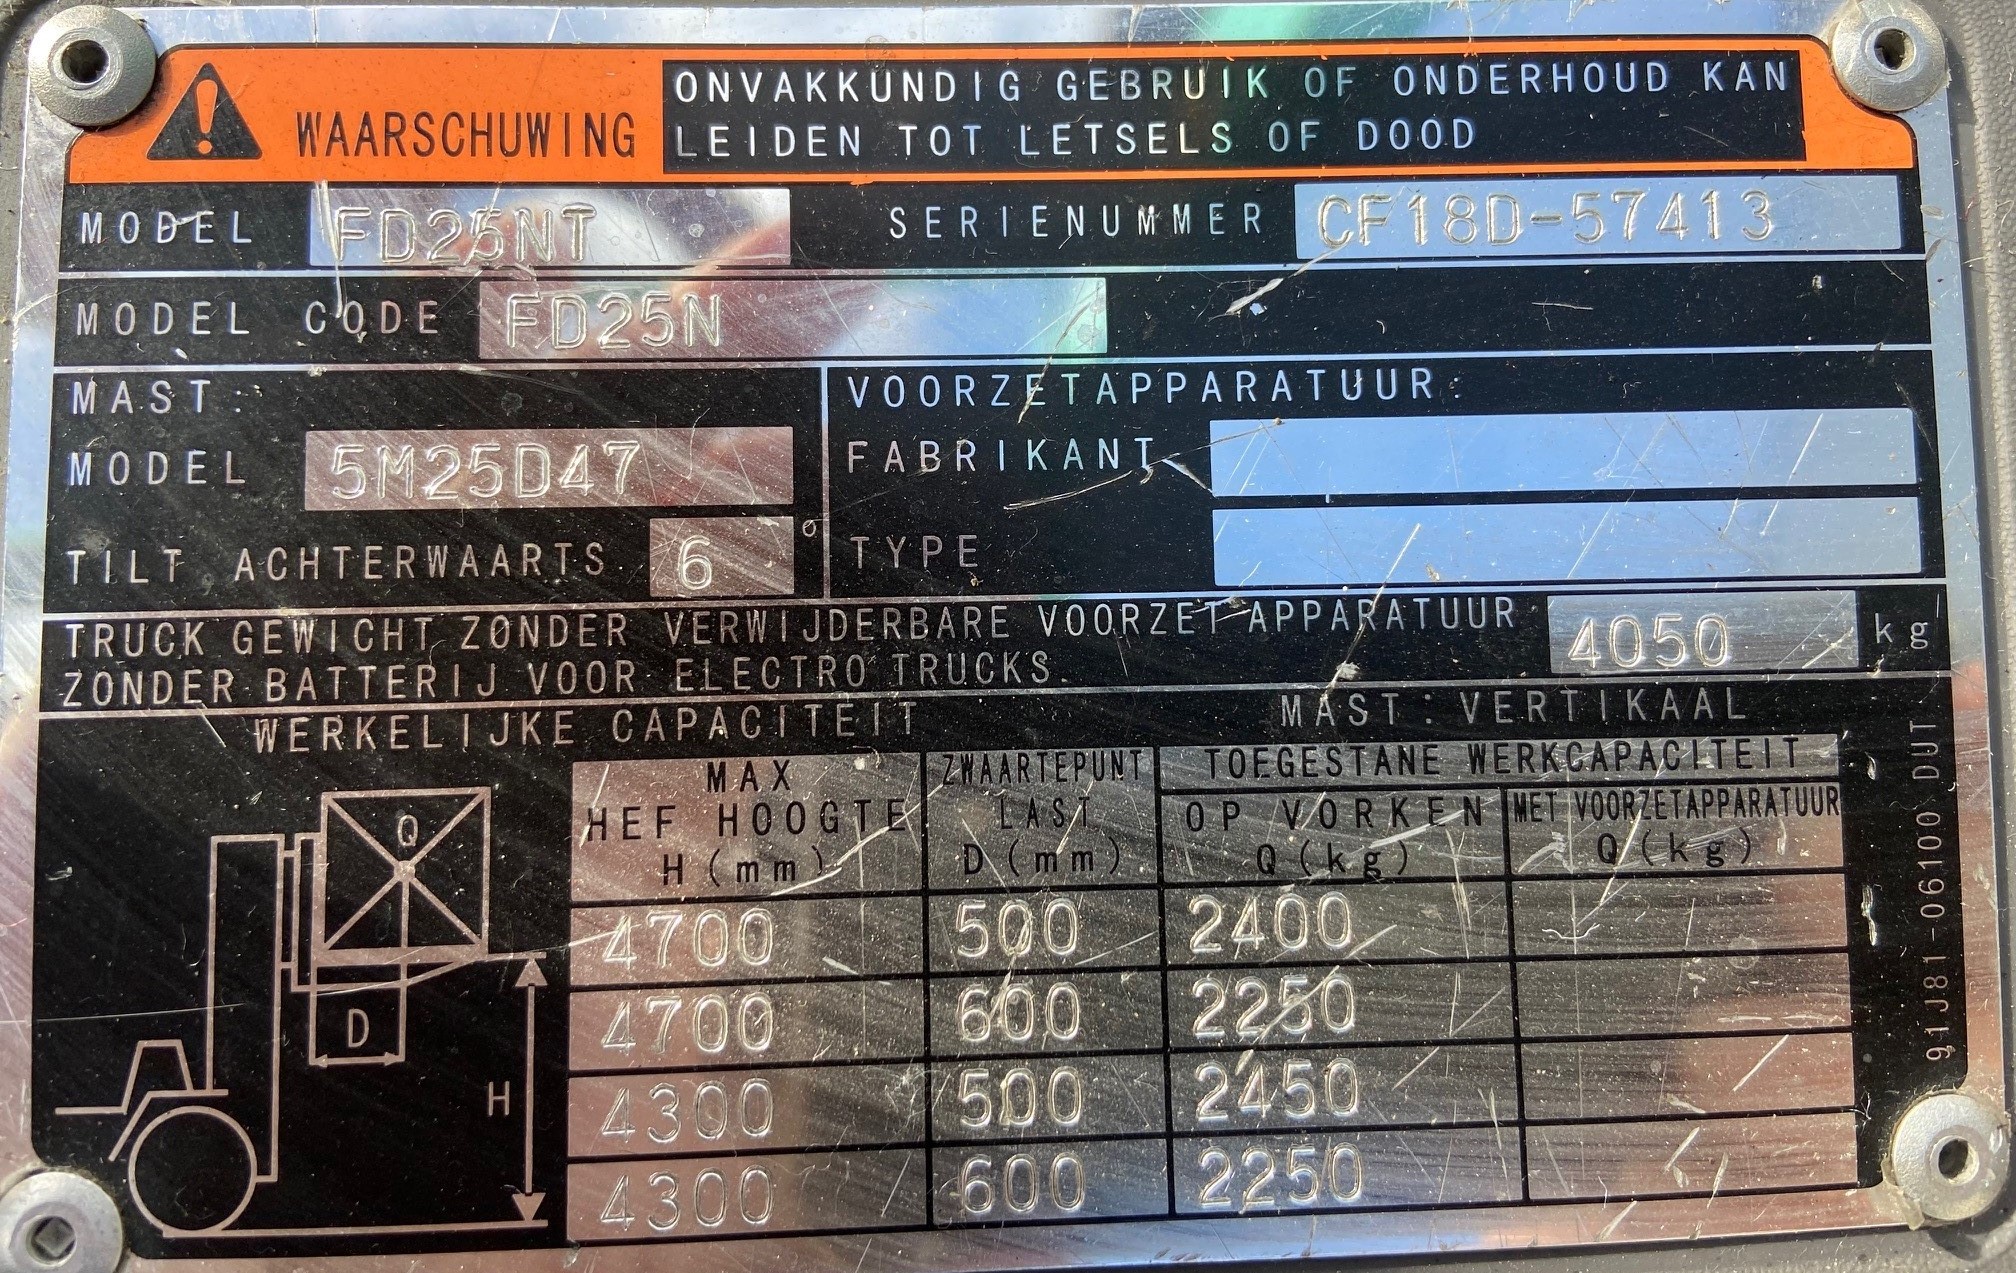 WAARSCHUWING
ONVAKKUNDIG GEBRUIK OF ONDERHOUD KAN
LEIDEN TOT LETSELS OF DOOD
MODEL FD25NT SERIENUMMER CF18D-57413
MODEL CODE FD25N
MAST:
MODEL 5M25D47
TILT ACHTERWAARTS 6°
VOORZETAPPARATUUR:
FABRIKANT
TYPE
TRUCK GEWICHT ZONDER VERWIJDERBARE VOORZET APPARATUUR 4050 kg
ZONDER BATTERIJ VOOR ELECTRO TRUCKS.
WERKELIJKE CAPACITEIT MAST: VERTIKAAL
Q
D
H
MAX
HEF HOOGTE
H (mm)
ZWAARTEPUNT
LAST
D (mm)
TOEGESTANE WERKCAPACITEIT
OP VORKEN
Q (kg)
MET VOORZETAPPARATUUR
Q (kg)
4700 500 2400
4700 600 2250
4300 500 2450
4300 600 2250
91J81-06100 DUT